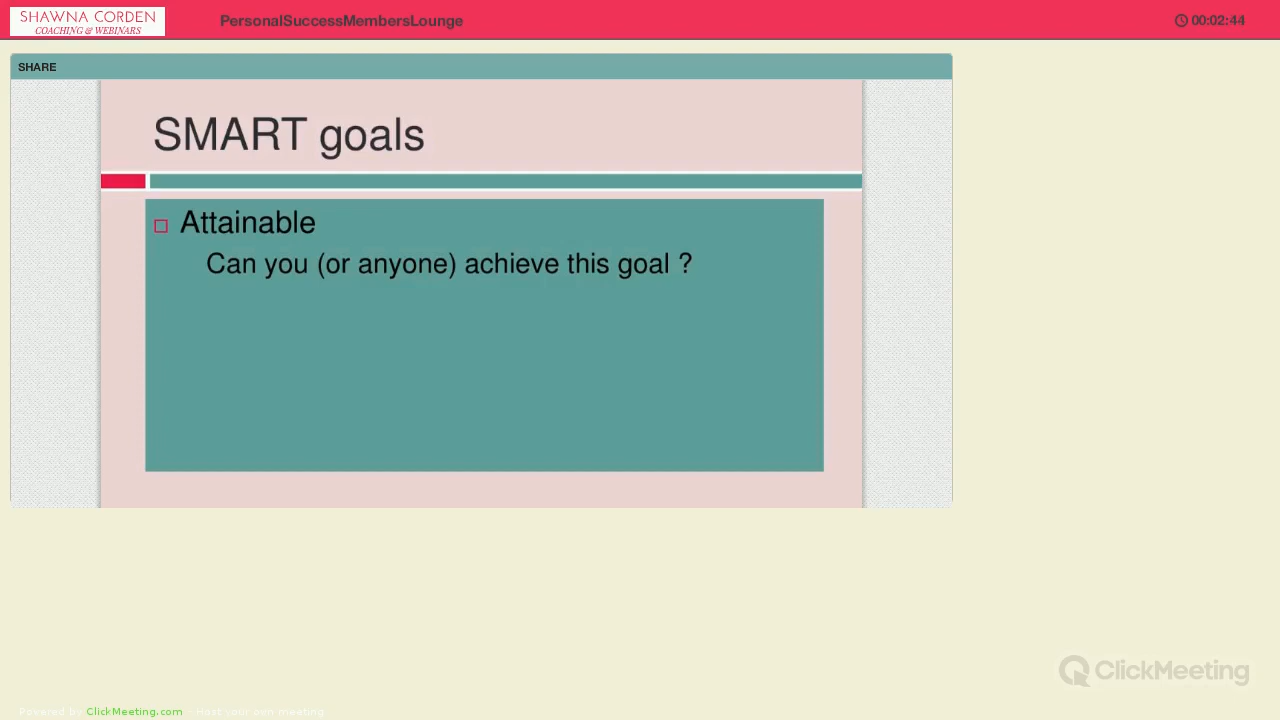 SHAWNA CORDEN
COACHING & WEBINARS
PersonalSuccessMembersLounge
00:02:44
SHARE
SMART goals
Attainable
Can you (or anyone) achieve this goal ?
ClickMeeting
Powered by ClickMeeting.com - Host your own meeting